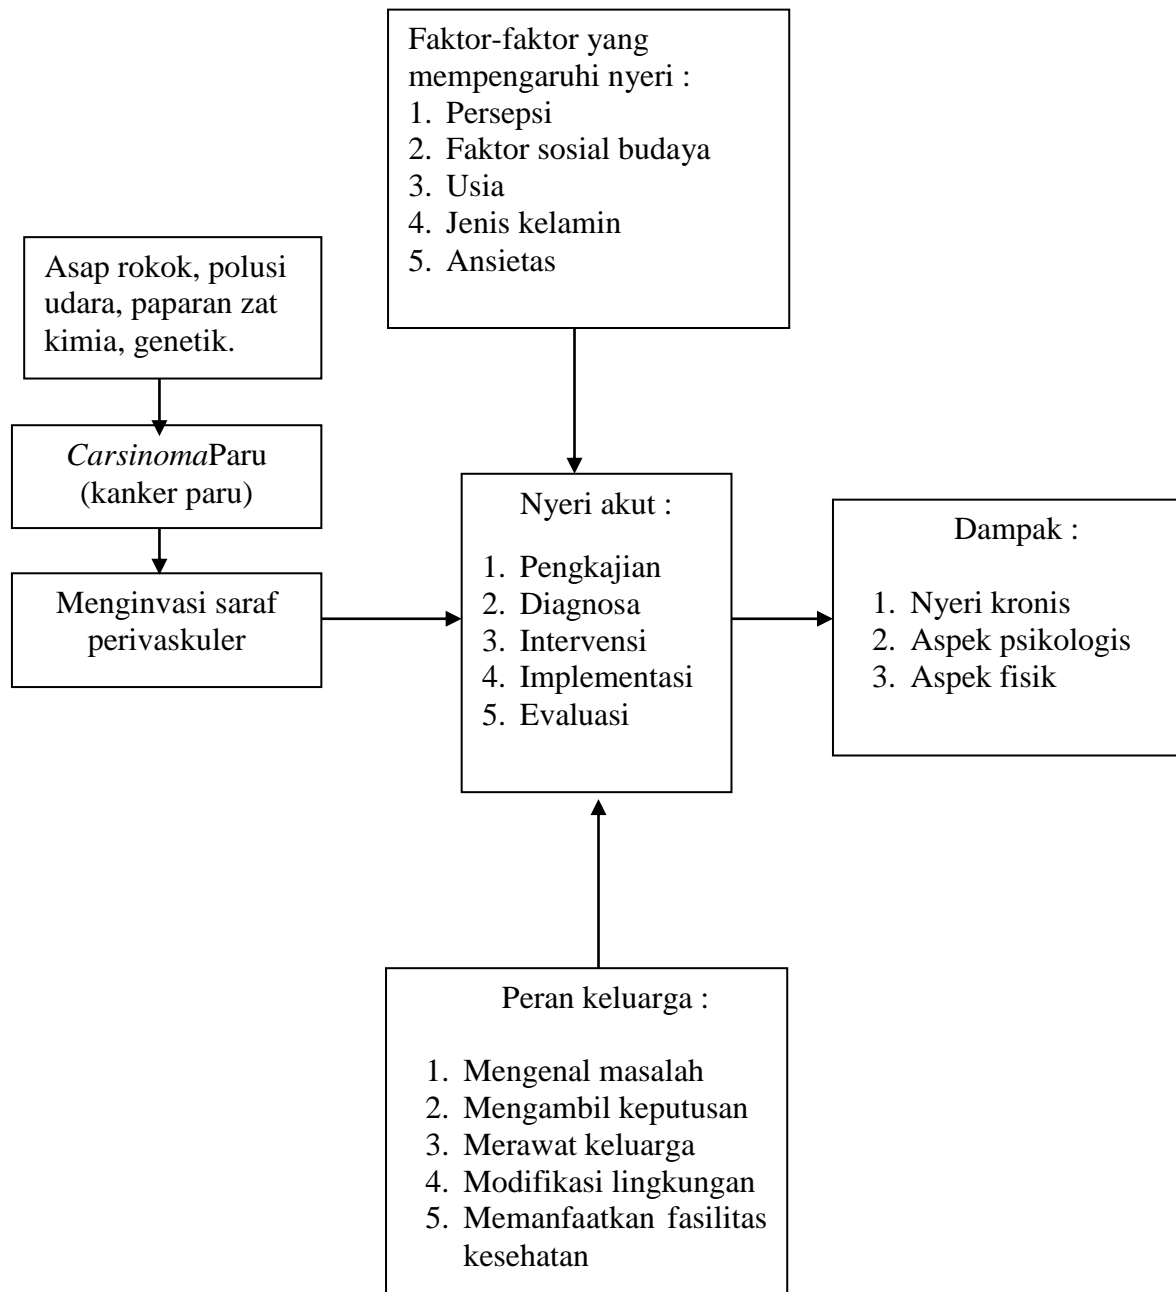 Faktor-faktor yang
mempengaruhi nyeri :
1. Persepsi
2. Faktor sosial budaya
3. Usia
4. Jenis kelamin
5. Ansietas
Asap rokok, polusi
udara, paparan zat
kimia, genetik.
CarsinomaParu
(kanker paru)
Menginvasi saraf
perivaskuler
Nyeri akut :
1. Pengkajian
2. Diagnosa
3. Intervensi
4. Implementasi
5. Evaluasi
Dampak :
1. Nyeri kronis
2. Aspek psikologis
3. Aspek fisik
Peran keluarga :
1. Mengenal masalah
2. Mengambil keputusan
3. Merawat keluarga
4. Modifikasi lingkungan
5. Memanfaatkan fasilitas
kesehatan